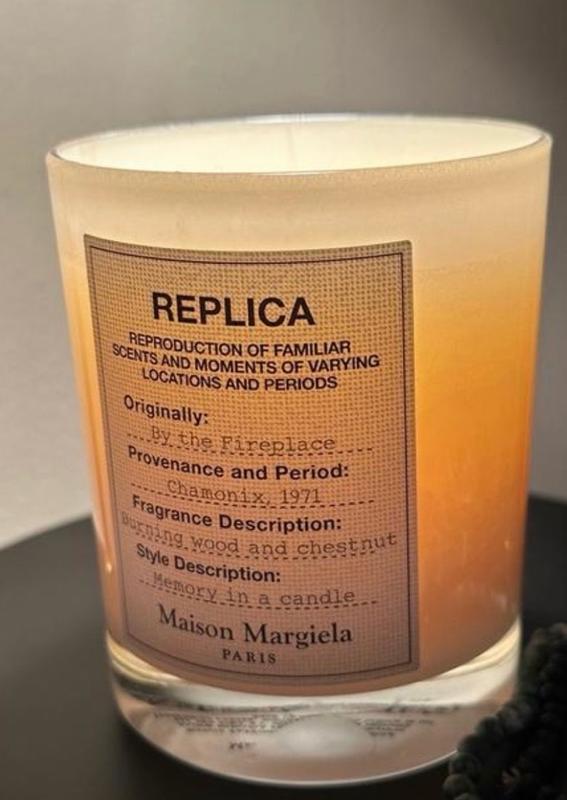 REPLICA
REPRODUCTION OF FAMILIAR
SCENTS AND MOMENTS OF VARYING
LOCATIONS AND PERIODS
Originally:
By the Fireplace
Provenance and Period:
Chamonix, 1971
Fragrance Description:
Burning wood and chestnut
Style Description:
Memory in a candle
Maison Margiela
PARIS